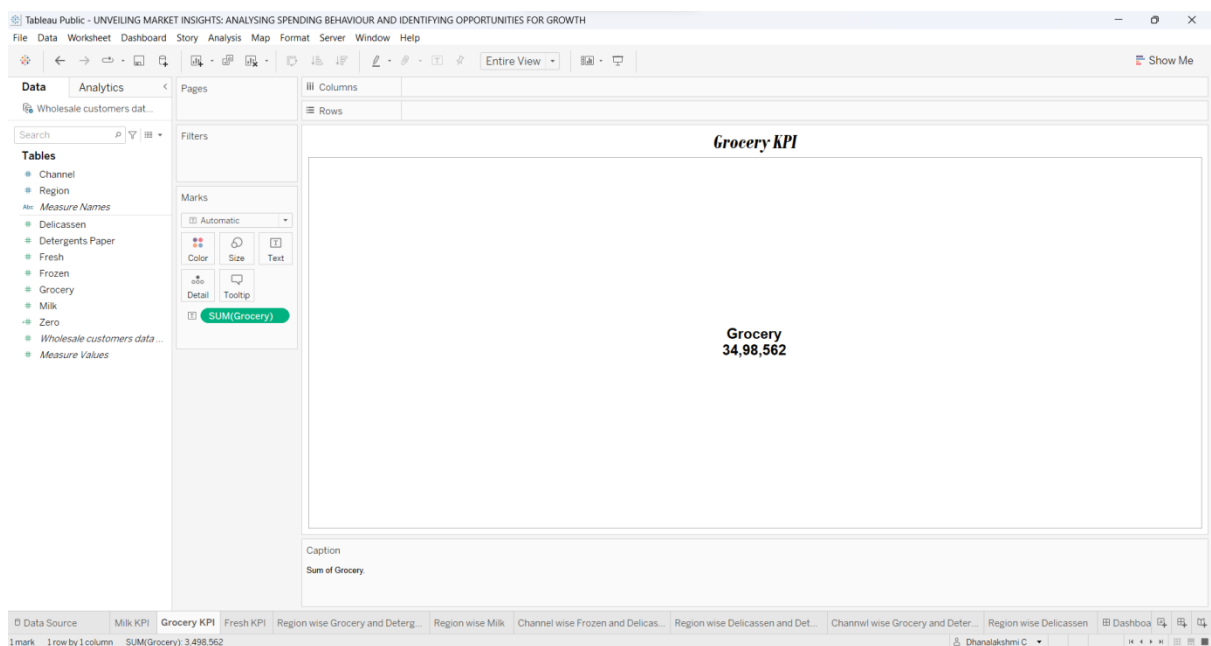 Tableau Public - UNVEILING MARKET INSIGHTS: ANALYSING SPENDING BEHAVIOUR AND IDENTIFYING OPPORTUNITIES FOR GROWTH
File Data Worksheet Dashboard Story Analysis Map Format Server Window Help
Entire View
Show Me
Data Analytics
Wholesale customers dat...
Search
Tables
Channel
Region
Abc Measure Names
Delicassen
Detergents Paper
Fresh
Frozen
Grocery
Milk
Zero
Wholesale customers data ...
Measure Values
Pages
Filters
Marks
Automatic
Color Size Text
Detail Tooltip
SUM(Grocery)
Columns
Rows
Grocery KPI
Grocery
34,98,562
Caption
Sum of Grocery.
Data Source Milk KPI Grocery KPI Fresh KPI Region wise Grocery and Deterg... Region wise Milk Channel wise Frozen and Delicas... Region wise Delicassen and Det... Channwl wise Grocery and Deter... Region wise Delicassen Dashboa
1 mark 1 row by 1 column SUM(Grocery): 3,498,562 Dhanalakshmi C